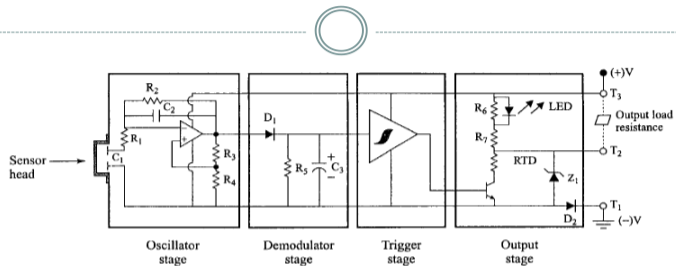 (+)V
T₃
R₂
C₂
R₆
LED
Output load
resistance
D₁
R₁
R₇
T₂
Sensor
head
C₁
R₃
R₅
+
C₃
RTD
R₄
Z₁
T₁
D₂
(−)V
Oscillator
stage
Demodulator
stage
Trigger
stage
Output
stage